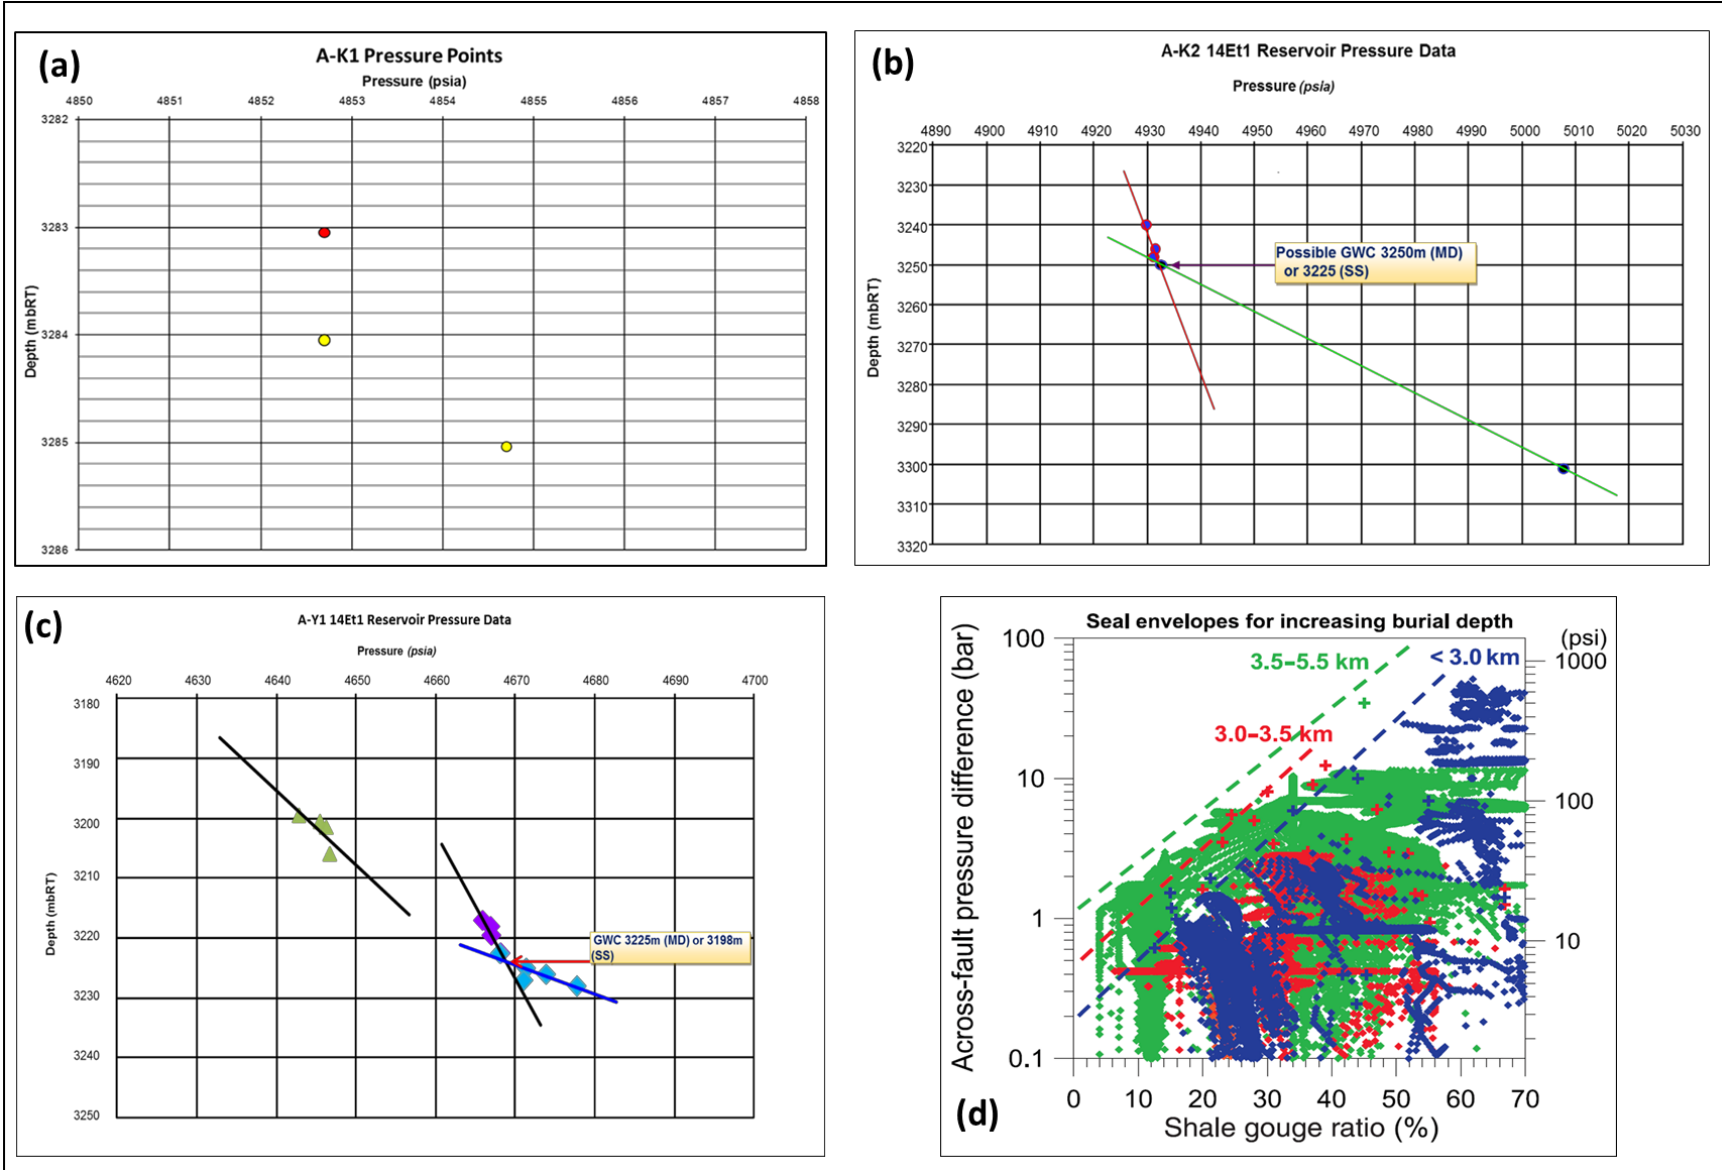 (a)
A-K1 Pressure Points
Pressure (psia)
4850 4851 4852 4853 4854 4855 4856 4857 4858
3282
3283
3284
3285
3286
Depth (mbRT)
(b)
A-K2 14Et1 Reservoir Pressure Data
Pressure (psia)
4890 4900 4910 4920 4930 4940 4950 4960 4970 4980 4990 5000 5010 5020 5030
3220
3230
3240
3250
3260
3270
3280
3290
3300
3310
3320
Depth (mbRT)
Possible GWC 3250m (MD)
or 3225 (SS)
(c)
A-Y1 14Et1 Reservoir Pressure Data
Pressure (psia)
4620 4630 4640 4650 4660 4670 4680 4690 4700
3180
3190
3200
3210
3220
3230
3240
3250
Depth (mbRT)
GWC 3225m (MD) or 3198m
(SS)
Seal envelopes for increasing burial depth
(psi)
3.5–5.5 km
< 3.0 km
3.0–3.5 km
100
10
1
0.1
1000
100
10
Across-fault pressure difference (bar)
0 10 20 30 40 50 60 70
Shale gouge ratio (%)
(d)